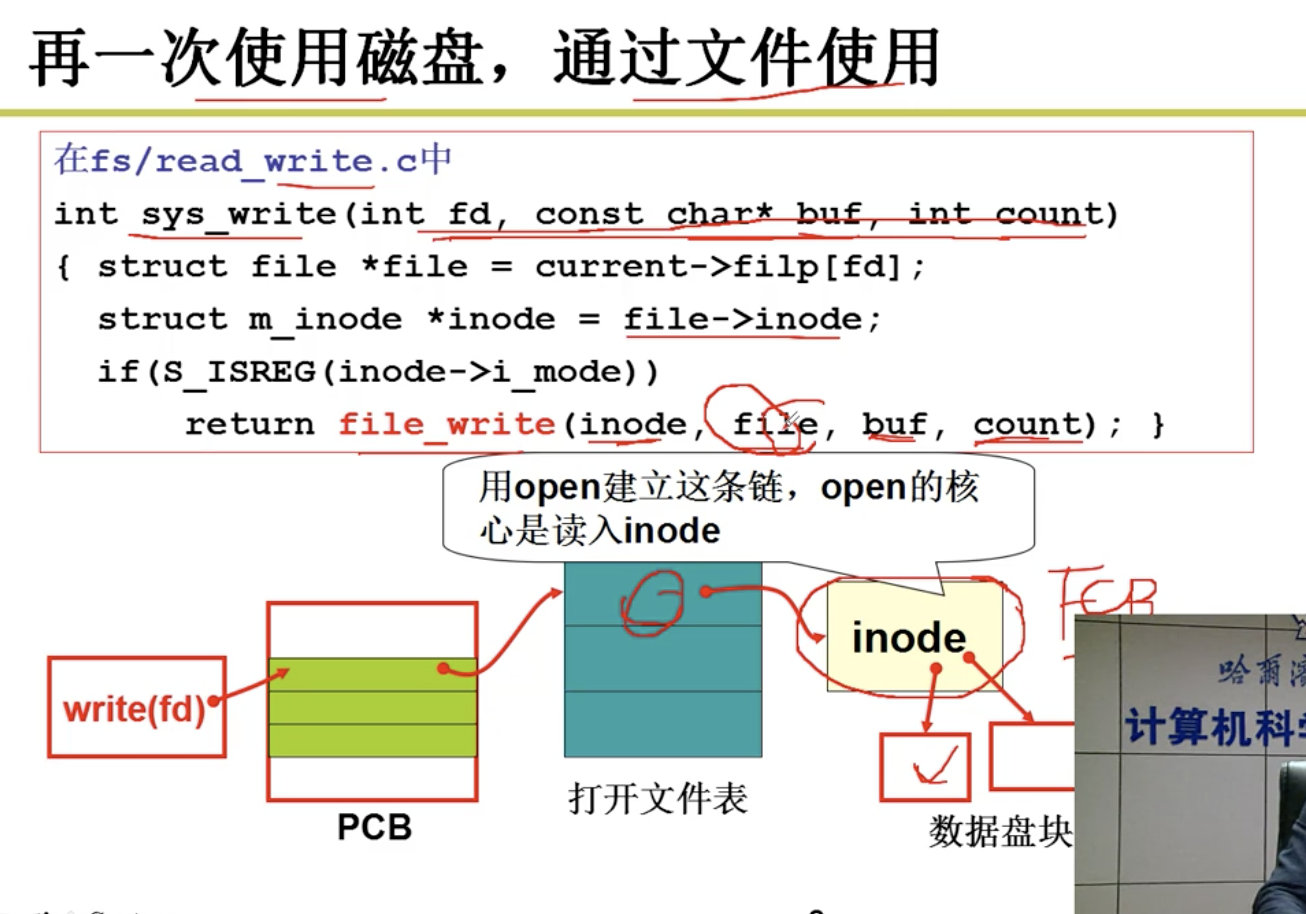 再一次使用磁盘，通过文件使用
在fs/read_write.c中
int sys_write(int fd, const char* buf, int count)
{ struct file *file = current->filp[fd];
struct m_inode *inode = file->inode;
if(S_ISREG(inode->i_mode))
return file_write(inode, file, buf, count); }
用open建立这条链，open的核
心是读入inode
FCB
inode
write(fd)
PCB
打开文件表
数据盘块
哈尔滨
计算机科学